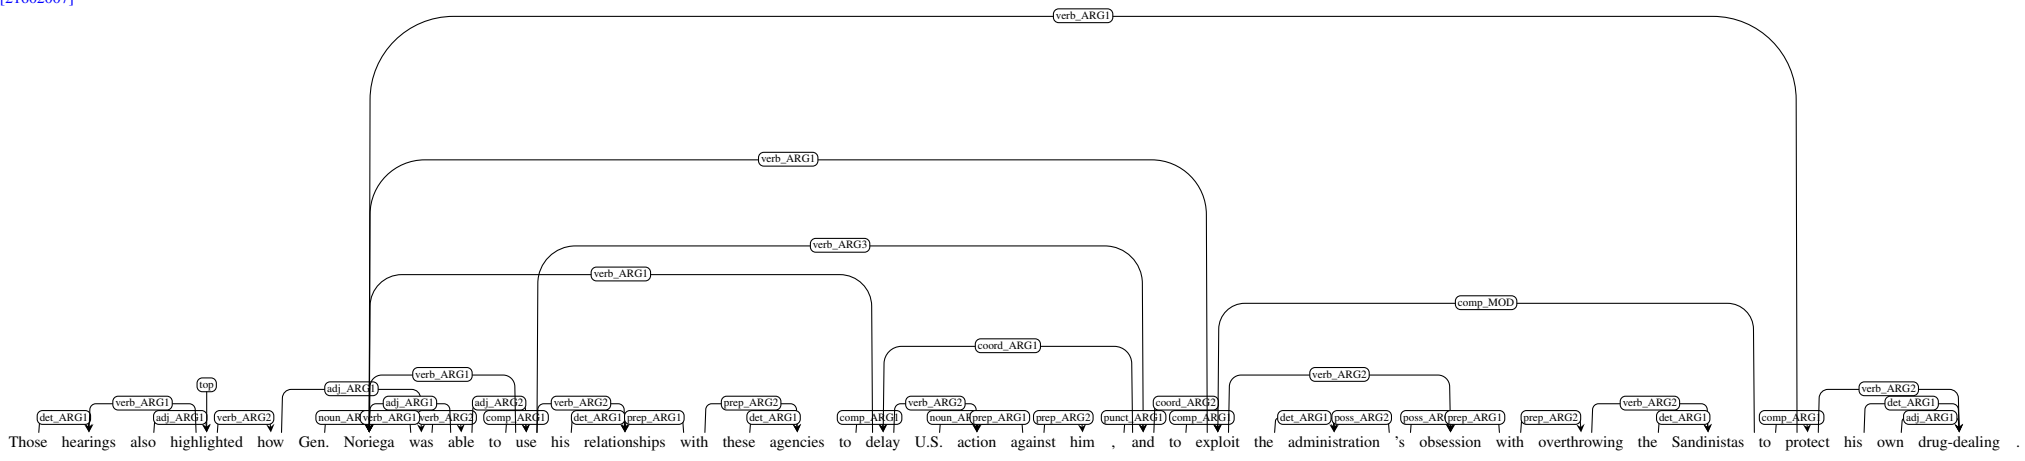 verb_ARG1
verb_ARG1
verb_ARG3
verb_ARG1
comp_MOD
coord_ARG1
verb_ARG1 verb_ARG2
top adj_ARG1 verb_ARG2
verb_ARG1 adj_ARG1 adj_ARG2 verb_ARG2 prep_ARG2 verb_ARG2 coord_ARG2 verb_ARG2 det_ARG1
det_ARG1 adj_ARG1 verb_ARG2 verb_ARG1 verb_ARG2 comp_ARG1 det_ARG1 prep_ARG1 det_ARG1 comp_ARG1 prep_ARG1 prep_ARG2 punct_ARG1 comp_ARG1 det_ARG1 poss_ARG2 prep_ARG1 prep_ARG2 det_ARG1 comp_ARG1 adj_ARG1
Those hearings also highlighted how Gen. Noriega was able to use his relationships with these agencies to delay U.S. action against him , and to exploit the administration 's obsession with overthrowing the Sandinistas to protect his own drug-dealing .